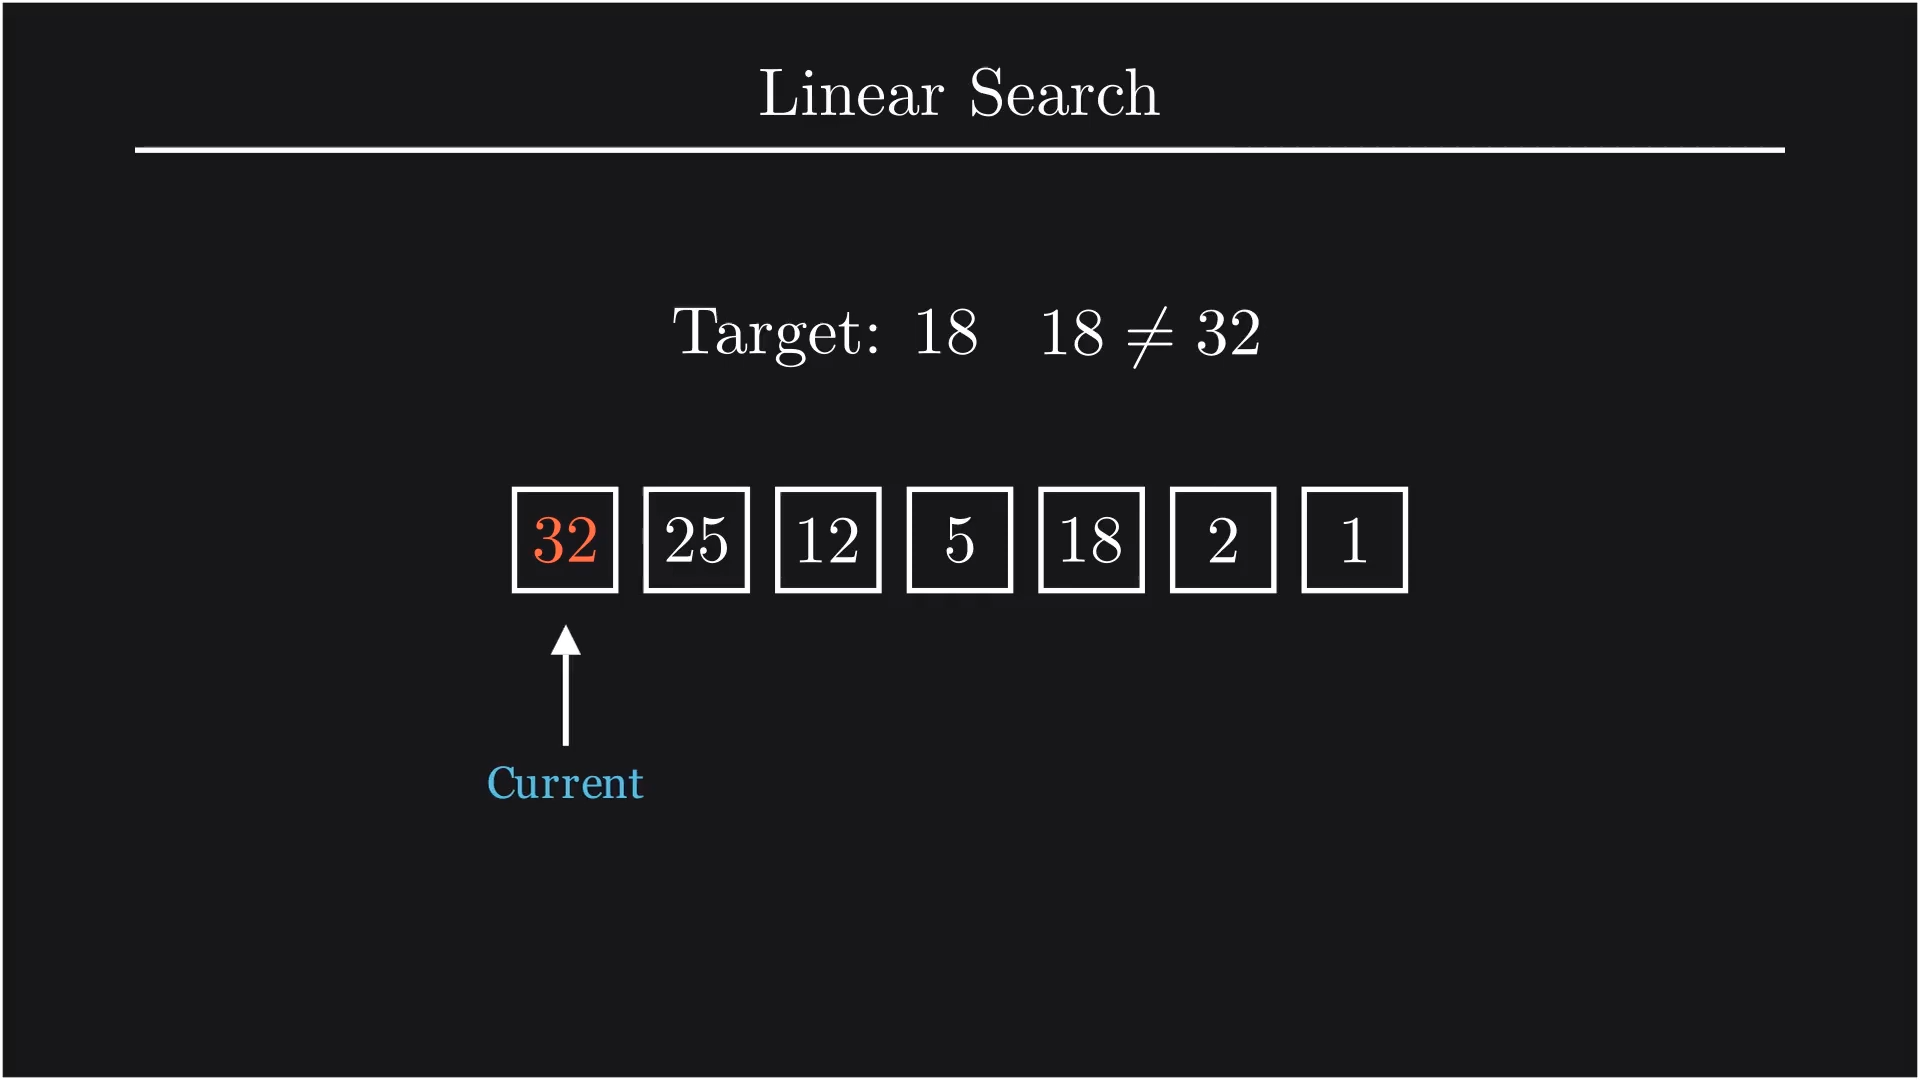 Linear Search
Target: 18 18 ≠ 32
32 25 12 5 18 2 1
Current